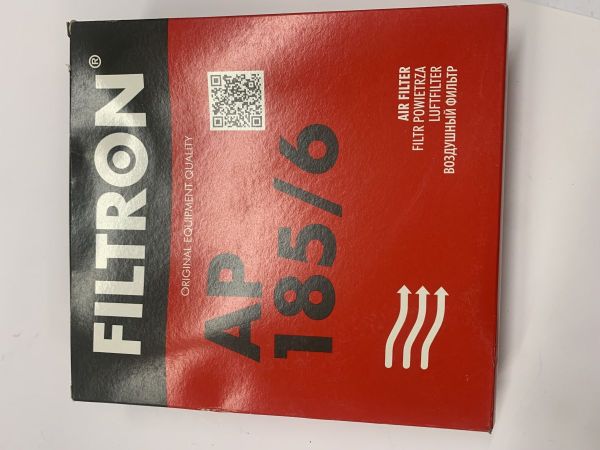 FILTRON®
ORIGINAL EQUIPMENT QUALITY
AP
185/6
AIR FILTER
FILTR POWIETRZA
LUFTFILTER
ВОЗДУШНЫЙ ФИЛЬТР